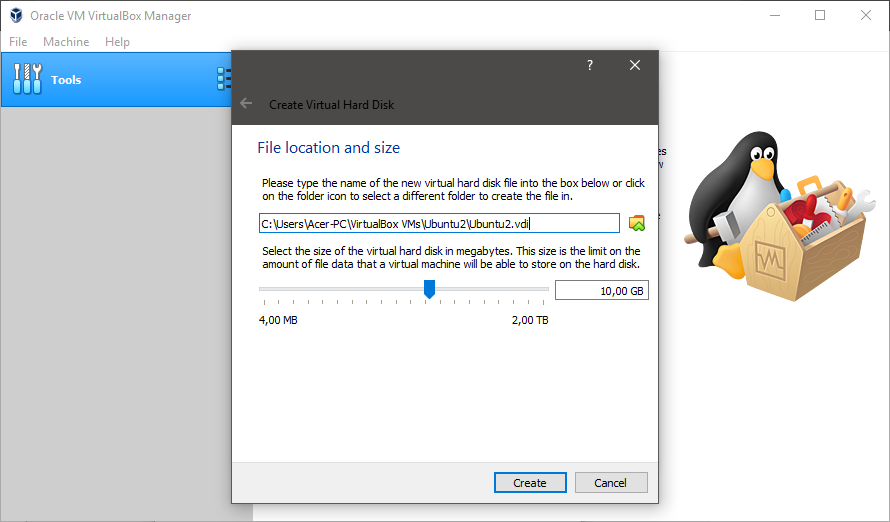 Oracle VM VirtualBox Manager
File Machine Help
Tools
?
Create Virtual Hard Disk
File location and size
Please type the name of the new virtual hard disk file into the box below or click
on the folder icon to select a different folder to create the file in.
C:\Users\Acer-PC\VirtualBox VMs\Ubuntu2\Ubuntu2.vdi
Select the size of the virtual hard disk in megabytes. This size is the limit on the
amount of file data that a virtual machine will be able to store on the hard disk.
10,00 GB
4,00 MB 2,00 TB
Create Cancel